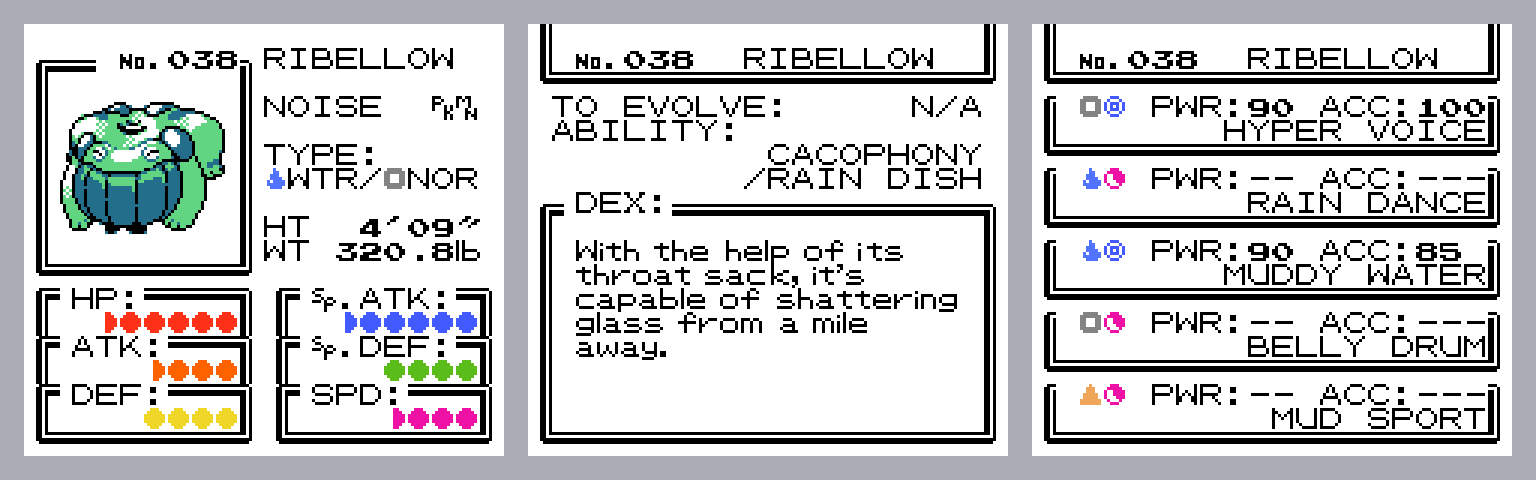 No. 038 RIBELLOW
NOISE PKMN
TYPE:
WTR/NOR
HT 4'09"
WT 320.8lb
HP:
ATK:
DEF:
Sp. ATK:
Sp. DEF:
SPD:
No. 038 RIBELLOW
TO EVOLVE: N/A
ABILITY:
CACOPHONY
/RAIN DISH
DEX:
With the help of its
throat sack, it's
capable of shattering
glass from a mile
away.
No. 038 RIBELLOW
PWR:90 ACC:100
HYPER VOICE
PWR:-- ACC:---
RAIN DANCE
PWR:90 ACC:85
MUDDY WATER
PWR:-- ACC:---
BELLY DRUM
PWR:-- ACC:---
MUD SPORT